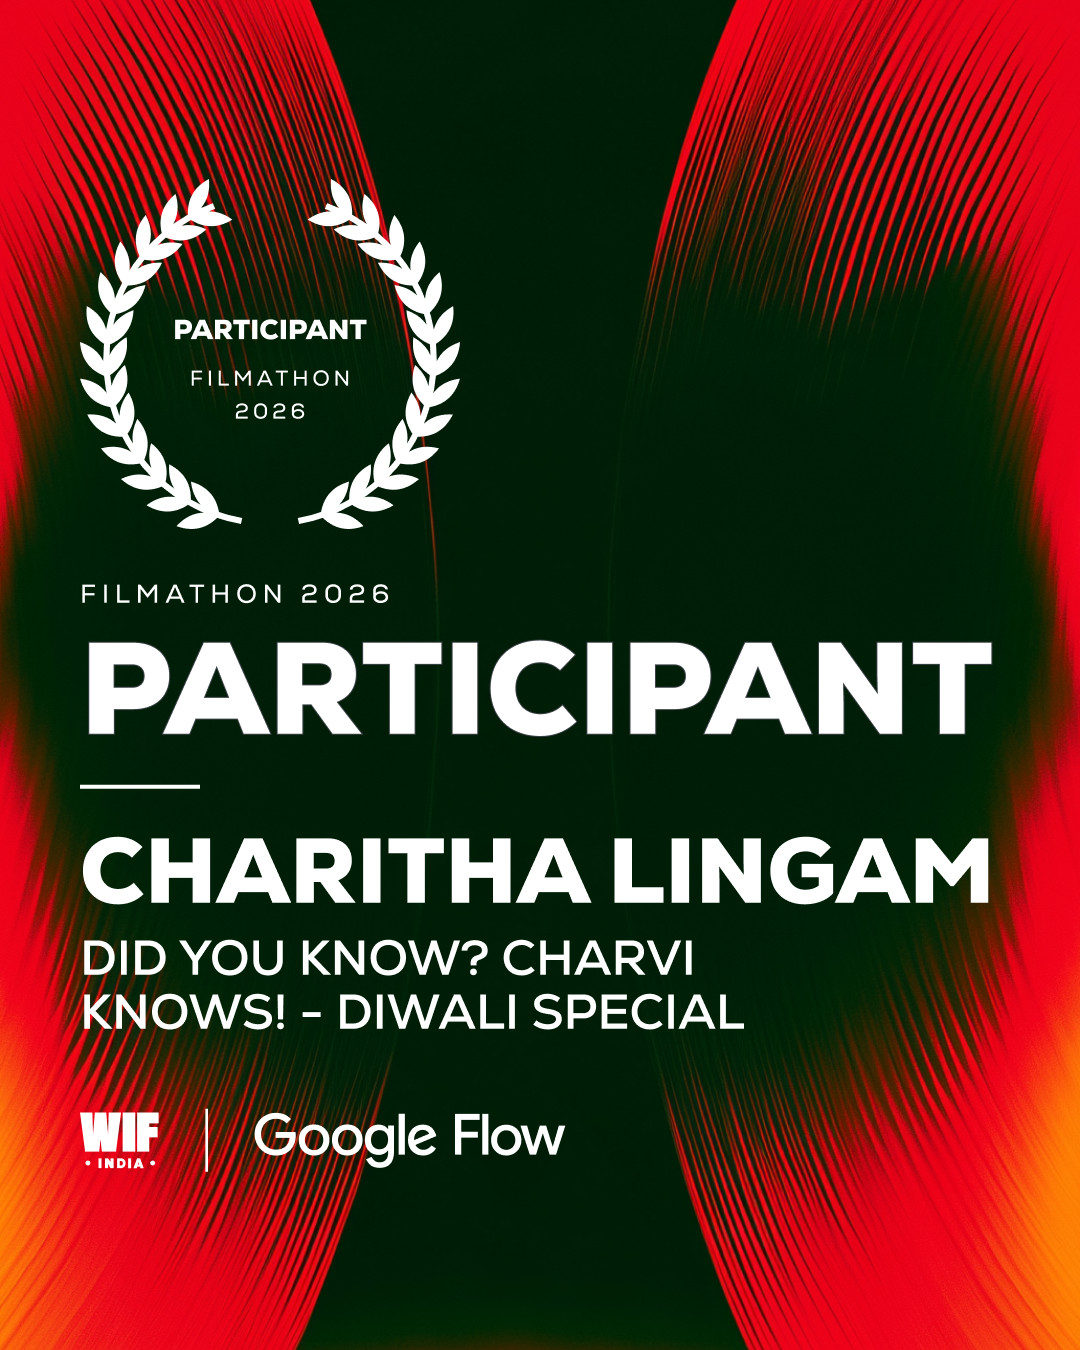 PARTICIPANT
FILMATHON
2026
FILMATHON 2026
PARTICIPANT
CHARITHA LINGAM
DID YOU KNOW? CHARVI
KNOWS! - DIWALI SPECIAL
WIF
• INDIA •
Google Flow